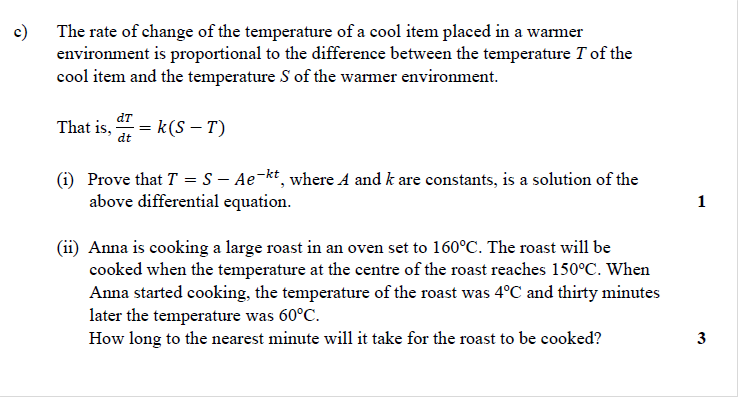 c) The rate of change of the temperature of a cool item placed in a warmer
environment is proportional to the difference between the temperature T of the
cool item and the temperature S of the warmer environment.
That is, dT/dt = k(S − T)
(i) Prove that T = S − Ae^−kt, where A and k are constants, is a solution of the
above differential equation. 1
(ii) Anna is cooking a large roast in an oven set to 160°C. The roast will be
cooked when the temperature at the centre of the roast reaches 150°C. When
Anna started cooking, the temperature of the roast was 4°C and thirty minutes
later the temperature was 60°C.
How long to the nearest minute will it take for the roast to be cooked? 3